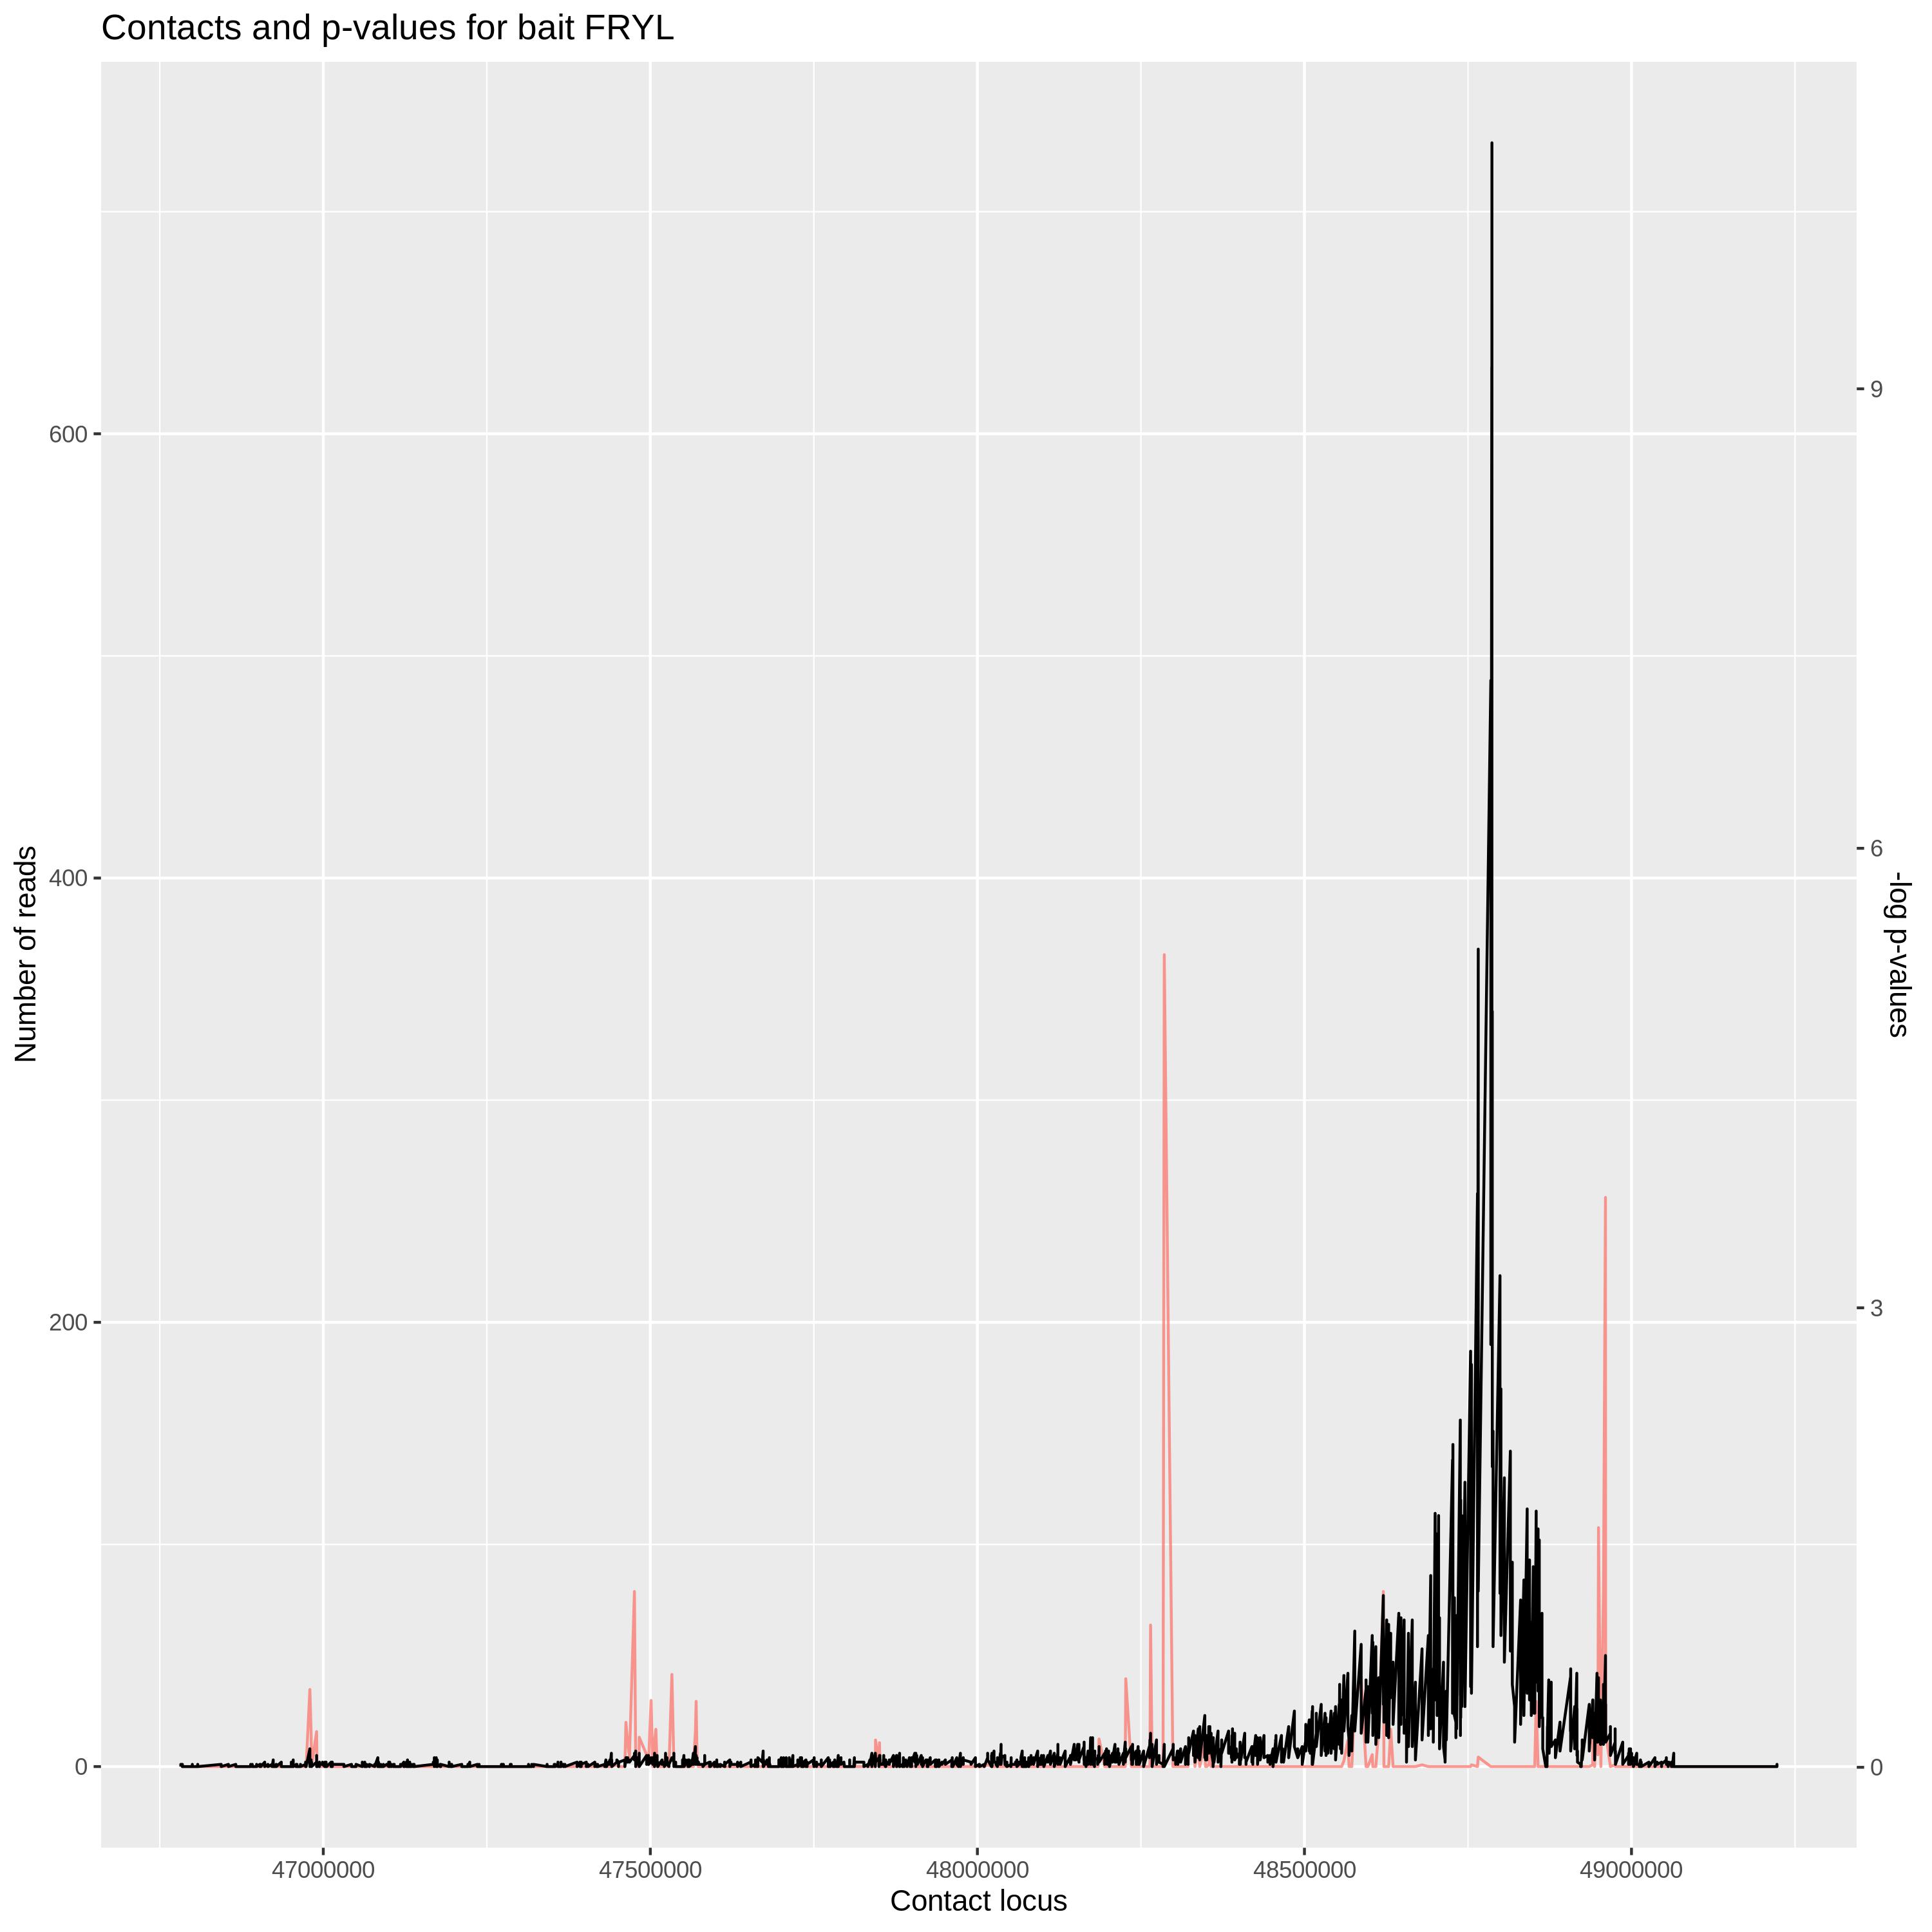 Contacts and p-values for bait FRYL
600
400
200
0
9
6
3
0
Number of reads
-log p-values
47000000 47500000 48000000 48500000 49000000
Contact locus